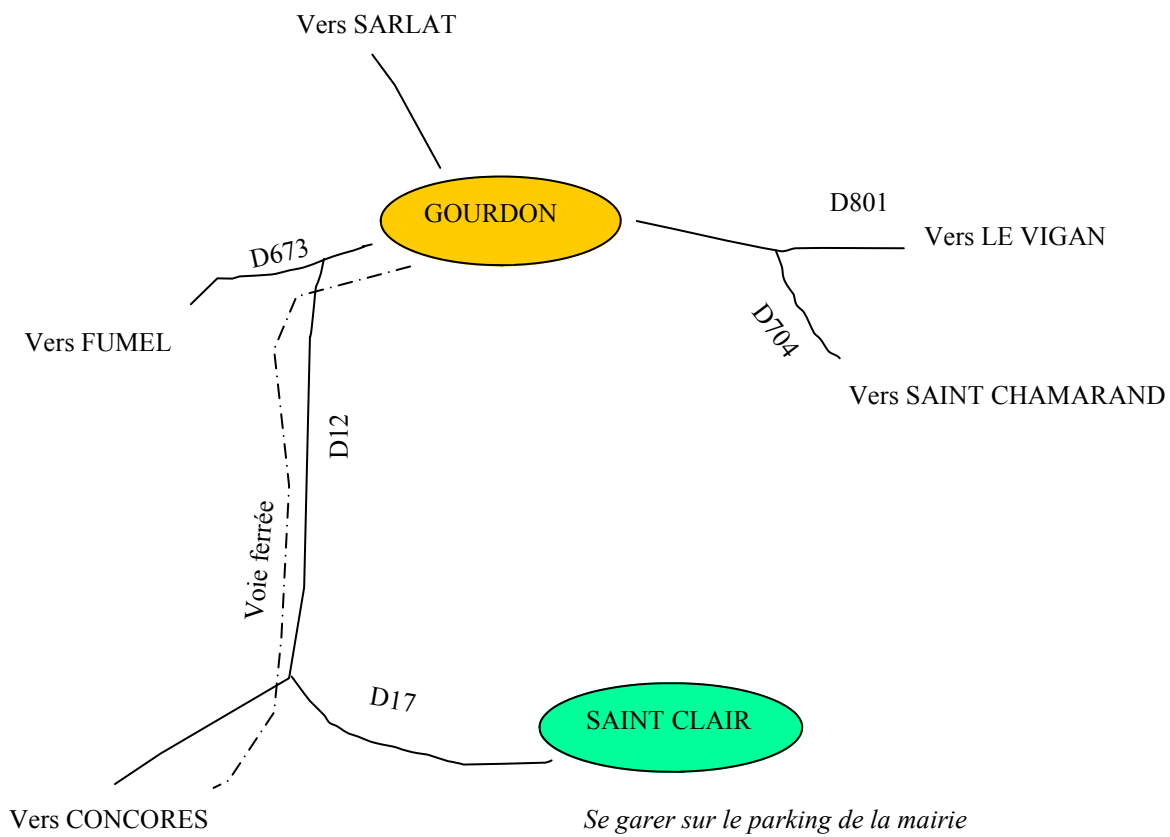 Vers SARLAT
D801
GOURDON
Vers LE VIGAN
D673
Vers FUMEL
D704
Vers SAINT CHAMARAND
D12
Voie ferrée
D17
SAINT CLAIR
Vers CONCORES
Se garer sur le parking de la mairie